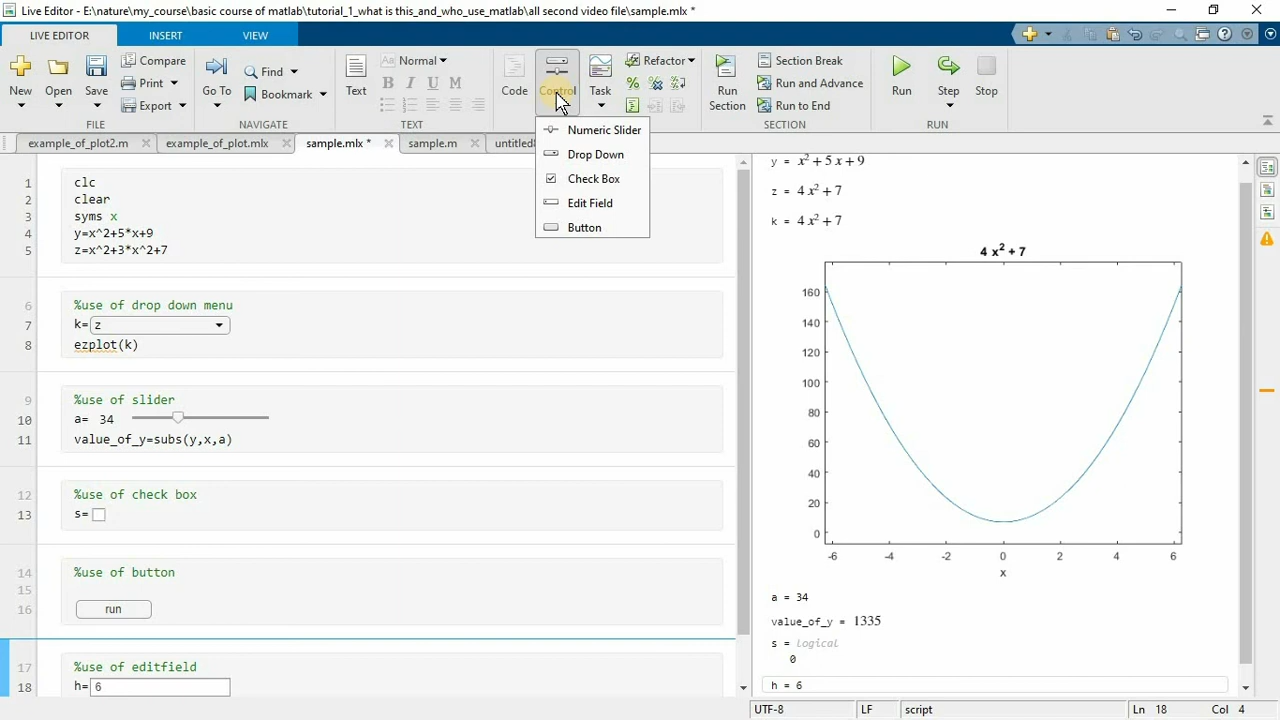 Live Editor - E:\nature\my_course\basic course of matlab\tutorial_1_what is this_and_who_use_matlab\all second video file\sample.mlx *
LIVE EDITOR INSERT VIEW
New Open Save Compare Print Export
FILE
Go To Find Bookmark
NAVIGATE
Text Aa Normal
B I U M
TEXT
Code Control Task Refactor
Numeric Slider
Drop Down
Check Box
Edit Field
Button
Run Section
Section Break
Run and Advance
Run to End
SECTION
Run Step Stop
RUN
example_of_plot2.m example_of_plot.mlx sample.mlx * sample.m untitled8
1 clc
2 clear
3 syms x
4 y=x^2+5*x+9
5 z=x^2+3*x^2+7
6 %use of drop down menu
7 k= z
8 ezplot(k)
9 %use of slider
10 a= 34
11 value_of_y=subs(y,x,a)
12 %use of check box
13 s=
14 %use of button
15
16 run
17 %use of editfield
18 h= 6
y = x² + 5 x + 9
z = 4 x² + 7
k = 4 x² + 7
4 x² + 7
160
140
120
100
80
60
40
20
0
-6 -4 -2 0 2 4 6
x
a = 34
value_of_y = 1335
s = logical
0
h = 6
UTF-8 LF script Ln 18 Col 4